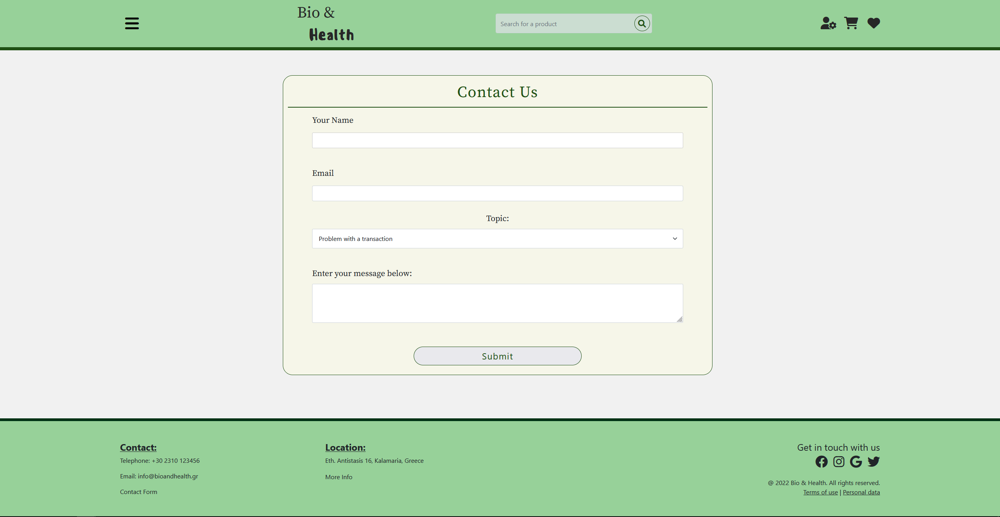 Bio &
Health
Search for a product
Contact Us
Your Name
Email
Topic:
Problem with a transaction
Enter your message below:
Submit
Contact:
Telephone: +30 2310 123456
Email: info@bioandhealth.gr
Contact Form
Location:
Eth. Antistasis 16, Kalamaria, Greece
More Info
Get in touch with us
@ 2022 Bio & Health. All rights reserved.
Terms of use | Personal data